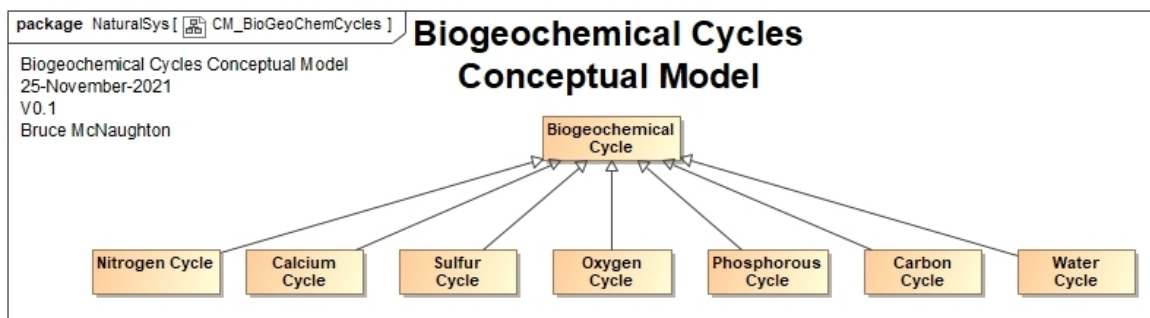 package NaturalSys [ CM_BioGeoChemCycles ]
Biogeochemical Cycles
Conceptual Model
Biogeochemical Cycles Conceptual Model
25-November-2021
V0.1
Bruce McNaughton
Biogeochemical
Cycle
Nitrogen Cycle
Calcium
Cycle
Sulfur
Cycle
Oxygen
Cycle
Phosphorous
Cycle
Carbon
Cycle
Water
Cycle